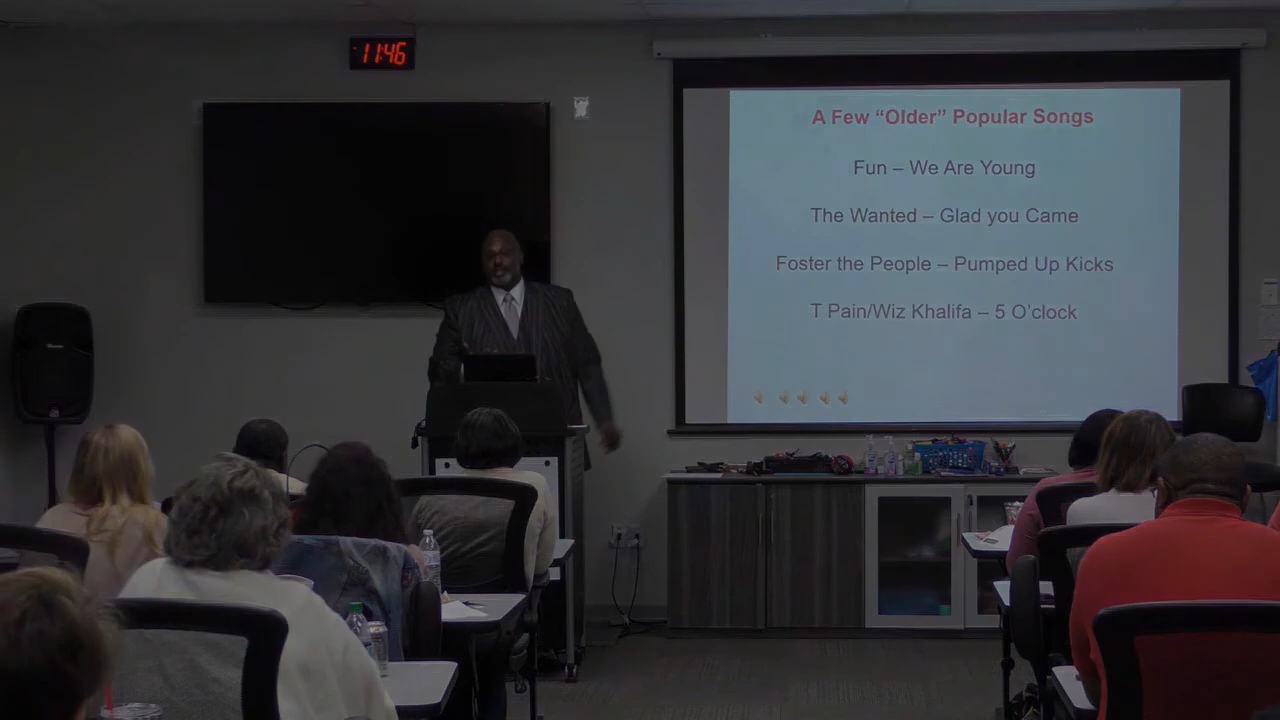 11:46
A Few “Older” Popular Songs
Fun – We Are Young
The Wanted – Glad you Came
Foster the People – Pumped Up Kicks
T Pain/Wiz Khalifa – 5 O’clock